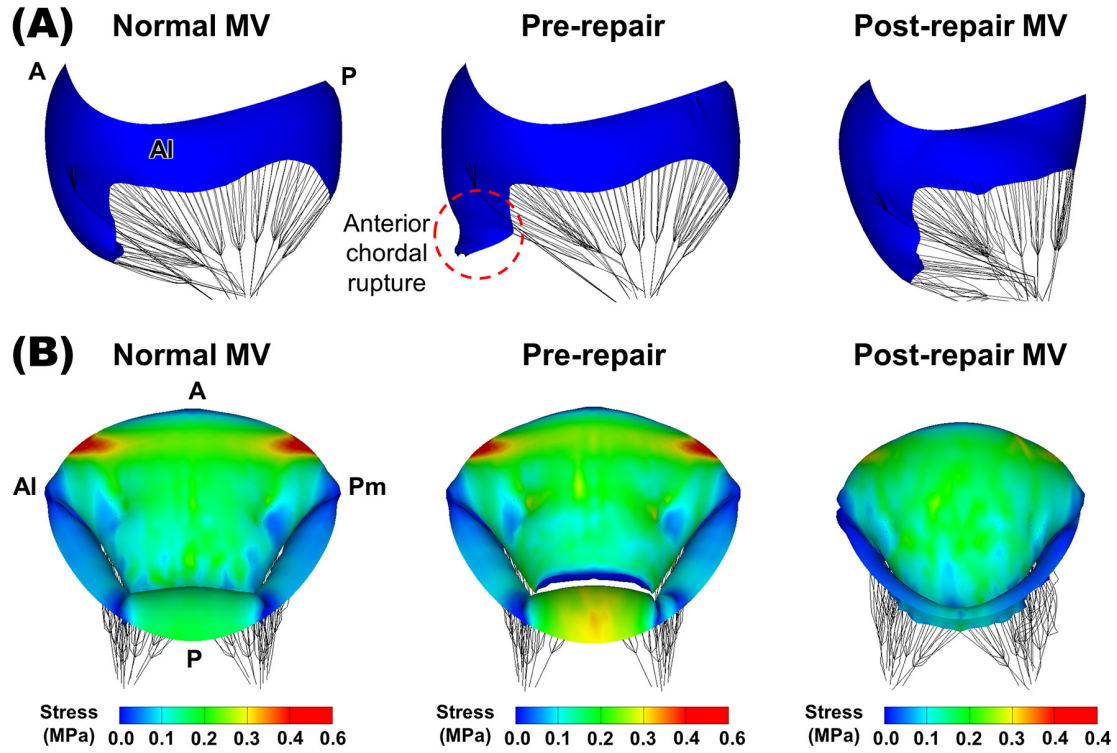 (A) Normal MV Pre-repair Post-repair MV
A P
Al
Anterior
chordal
rupture
(B) Normal MV Pre-repair Post-repair MV
A
Al Pm
P
Stress
(MPa)
0.0 0.1 0.2 0.3 0.4 0.6
Stress
(MPa)
0.0 0.1 0.2 0.3 0.4 0.6
Stress
(MPa)
0.0 0.1 0.2 0.3 0.4